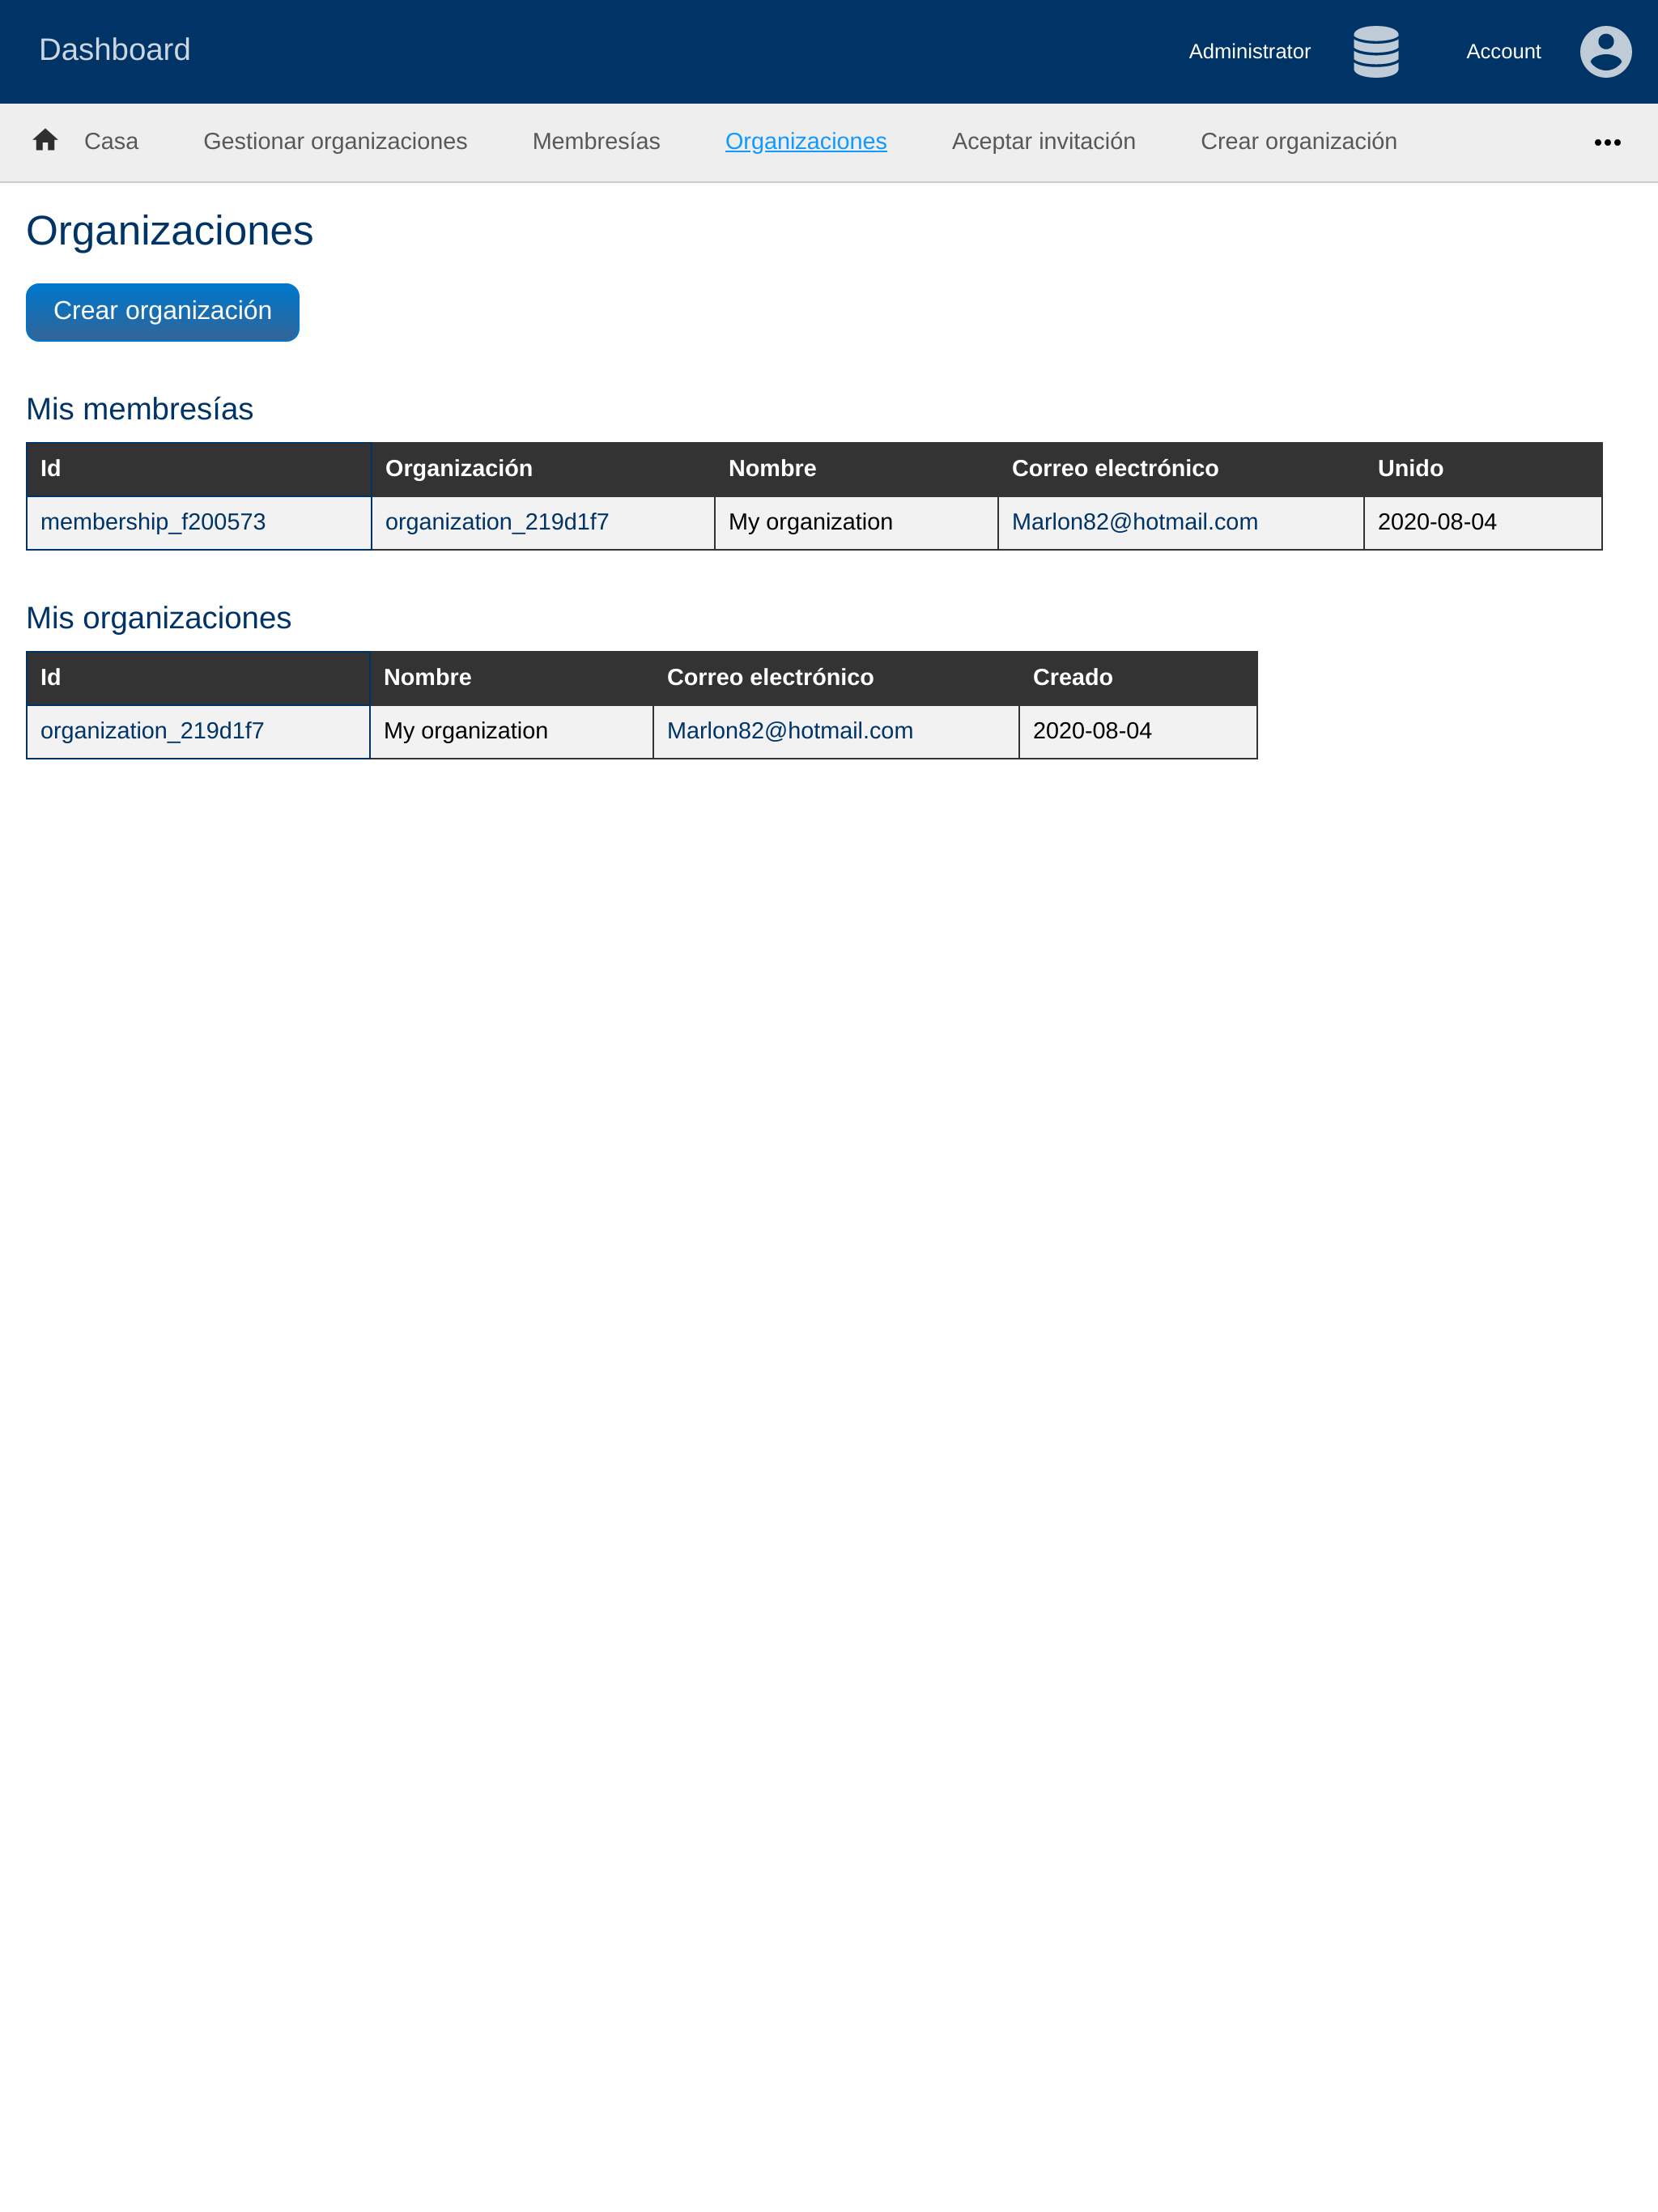 Dashboard Administrator Account
Casa Gestionar organizaciones Membresías Organizaciones Aceptar invitación Crear organización •••
Organizaciones
Crear organización
Mis membresías
Id Organización Nombre Correo electrónico Unido
membership_f200573 organization_219d1f7 My organization Marlon82@hotmail.com 2020-08-04
Mis organizaciones
Id Nombre Correo electrónico Creado
organization_219d1f7 My organization Marlon82@hotmail.com 2020-08-04